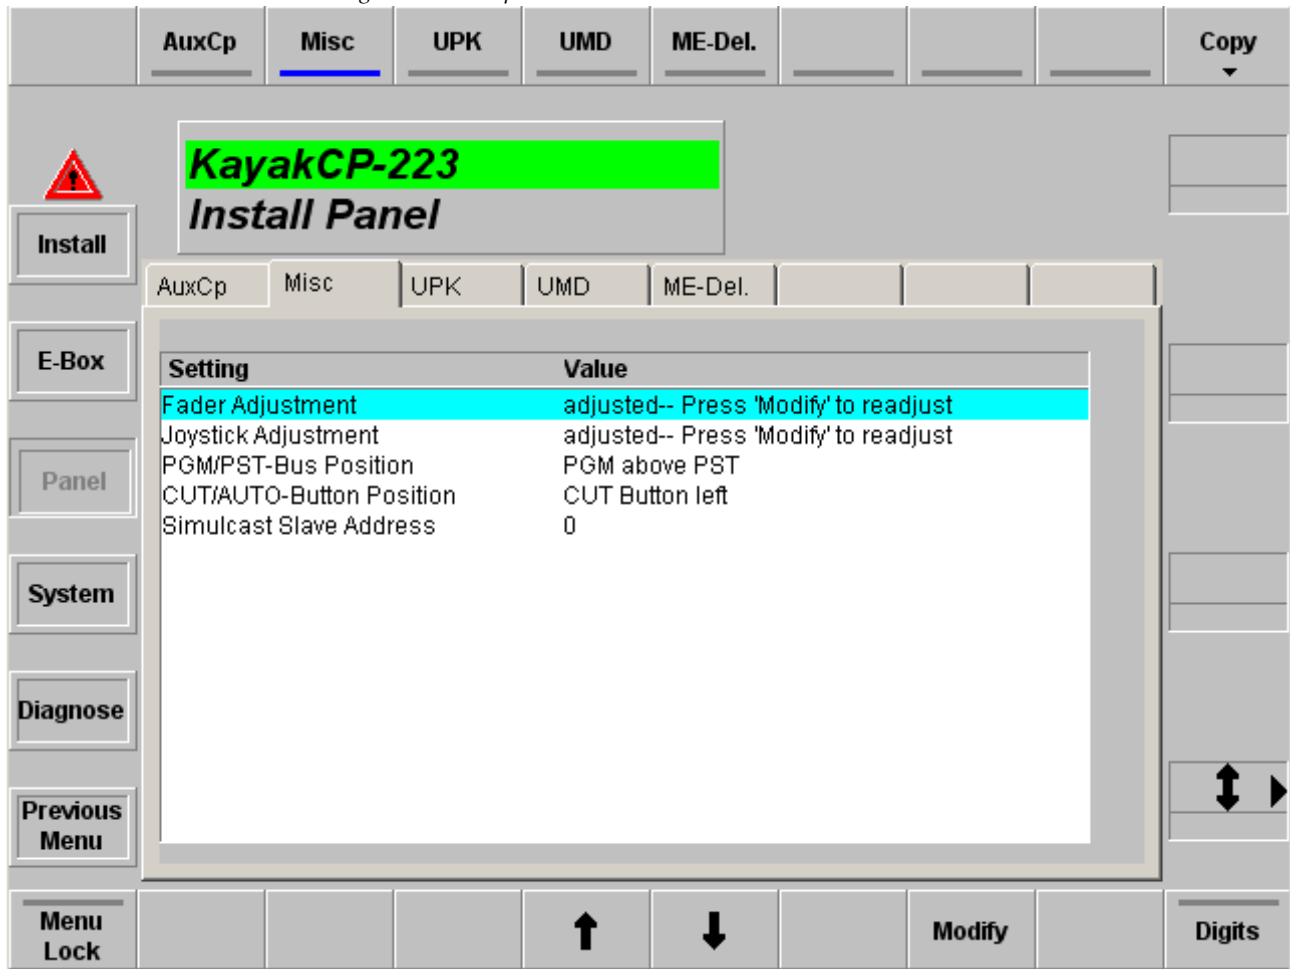 AuxCp Misc UPK UMD ME-Del. Copy
KayakCP-223
Install Panel
Install
AuxCp Misc UPK UMD ME-Del.
E-Box
Setting Value
Fader Adjustment adjusted-- Press 'Modify' to readjust
Joystick Adjustment adjusted-- Press 'Modify' to readjust
PGM/PST-Bus Position PGM above PST
Panel
CUT/AUTO-Button Position CUT Button left
Simulcast Slave Address 0
System
Diagnose
Previous
Menu
Menu
Lock
Modify
Digits